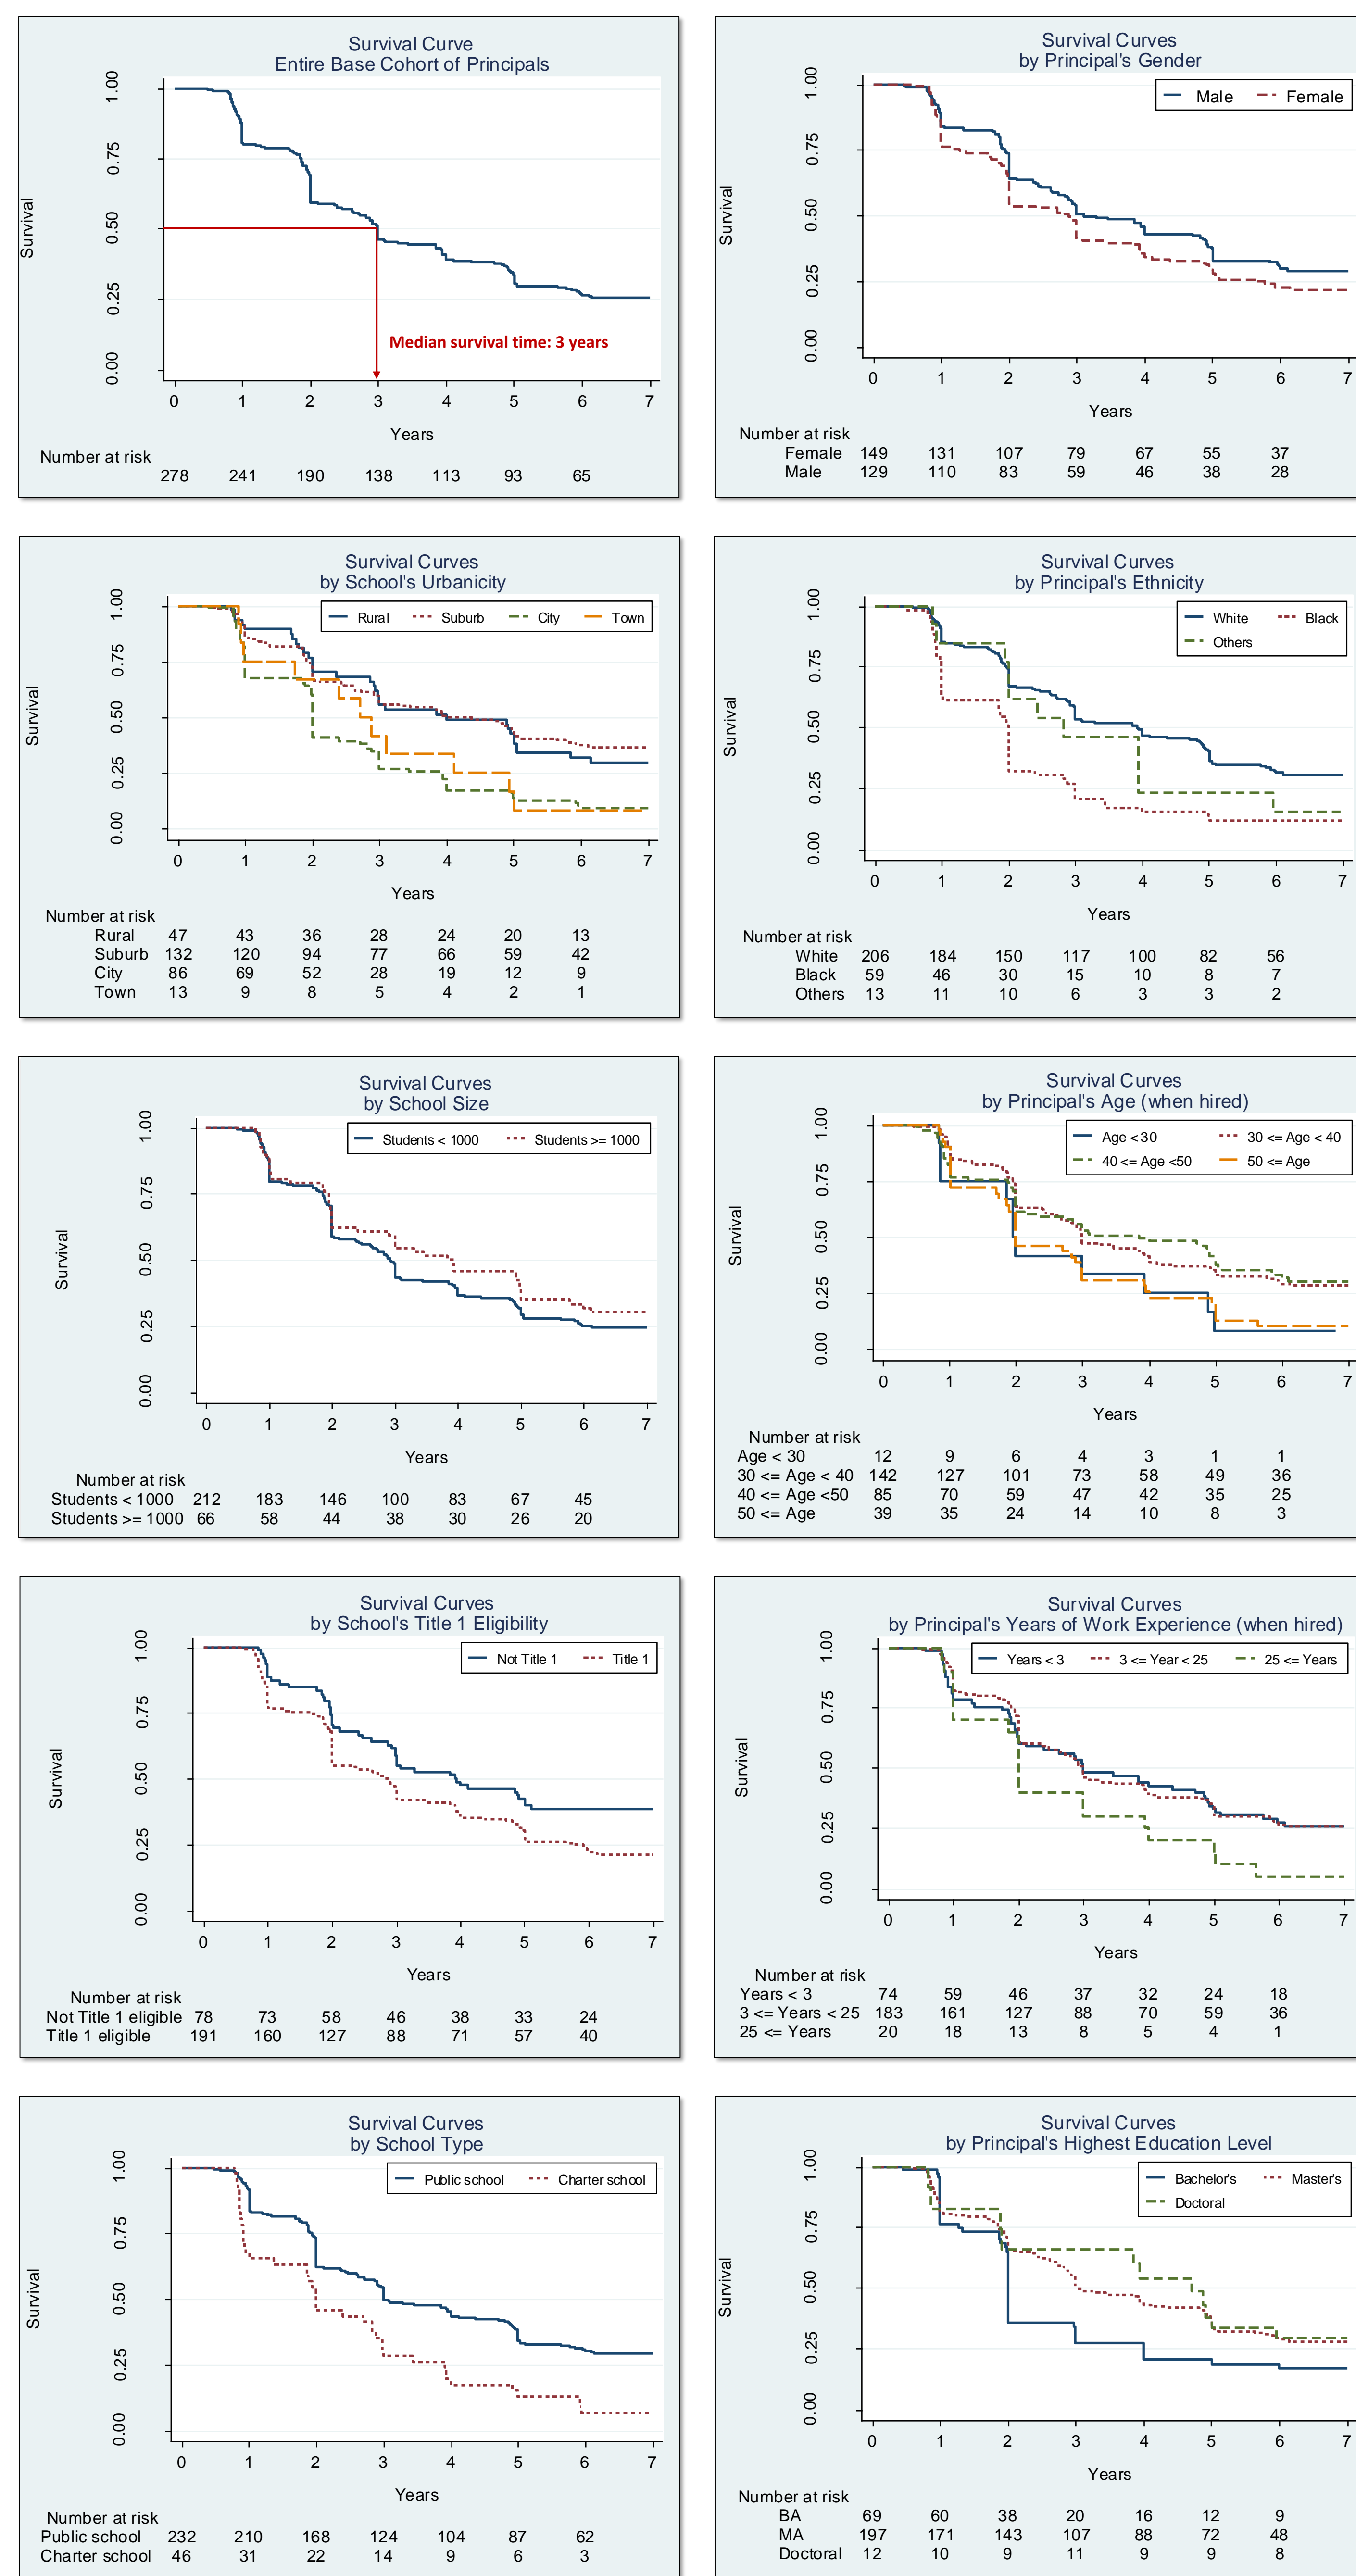 Survival Curve
Entire Base Cohort of Principals
1.00
0.75
0.50
0.25
0.00
Survival
Median survival time: 3 years
0 1 2 3 4 5 6 7
Years
Number at risk
278 241 190 138 113 93 65
Survival Curves
by Principal's Gender
Male Female
1.00
0.75
0.50
0.25
0.00
Survival
0 1 2 3 4 5 6 7
Years
Number at risk
Female 149 131 107 79 67 55 37
Male 129 110 83 59 46 38 28
Survival Curves
by School's Urbanicity
Rural Suburb City Town
1.00
0.75
0.50
0.25
0.00
Survival
0 1 2 3 4 5 6 7
Years
Number at risk
Rural 47 43 36 28 24 20 13
Suburb 132 120 94 77 66 59 42
City 86 69 52 28 19 12 9
Town 13 9 8 5 4 2 1
Survival Curves
by Principal's Ethnicity
White Black
Others
1.00
0.75
0.50
0.25
0.00
Survival
0 1 2 3 4 5 6 7
Years
Number at risk
White 206 184 150 117 100 82 56
Black 59 46 30 15 10 8 7
Others 13 11 10 6 3 3 2
Survival Curves
by School Size
Students < 1000 Students >= 1000
1.00
0.75
0.50
0.25
0.00
Survival
0 1 2 3 4 5 6 7
Years
Number at risk
Students < 1000 212 183 146 100 83 67 45
Students >= 1000 66 58 44 38 30 26 20
Survival Curves
by Principal's Age (when hired)
Age < 30 30 <= Age < 40
40 <= Age <50 50 <= Age
1.00
0.75
0.50
0.25
0.00
Survival
0 1 2 3 4 5 6 7
Years
Number at risk
Age < 30 12 9 6 4 3 1 1
30 <= Age < 40 142 127 101 73 58 49 36
40 <= Age <50 85 70 59 47 42 35 25
50 <= Age 39 35 24 14 10 8 3
Survival Curves
by School's Title 1 Eligibility
Not Title 1 Title 1
1.00
0.75
0.50
0.25
0.00
Survival
0 1 2 3 4 5 6 7
Years
Number at risk
Not Title 1 eligible 78 73 58 46 38 33 24
Title 1 eligible 191 160 127 88 71 57 40
Survival Curves
by Principal's Years of Work Experience (when hired)
Years < 3 3 <= Year < 25 25 <= Years
1.00
0.75
0.50
0.25
0.00
Survival
0 1 2 3 4 5 6 7
Years
Number at risk
Years < 3 74 59 46 37 32 24 18
3 <= Years < 25 183 161 127 88 70 59 36
25 <= Years 20 18 13 8 5 4 1
Survival Curves
by School Type
Public school Charter school
1.00
0.75
0.50
0.25
0.00
Survival
0 1 2 3 4 5 6 7
Years
Number at risk
Public school 232 210 168 124 104 87 62
Charter school 46 31 22 14 9 6 3
Survival Curves
by Principal's Highest Education Level
Bachelor's Master's
Doctoral
1.00
0.75
0.50
0.25
0.00
Survival
0 1 2 3 4 5 6 7
Years
Number at risk
BA 69 60 38 20 16 12 9
MA 197 171 143 107 88 72 48
Doctoral 12 10 9 11 9 9 8